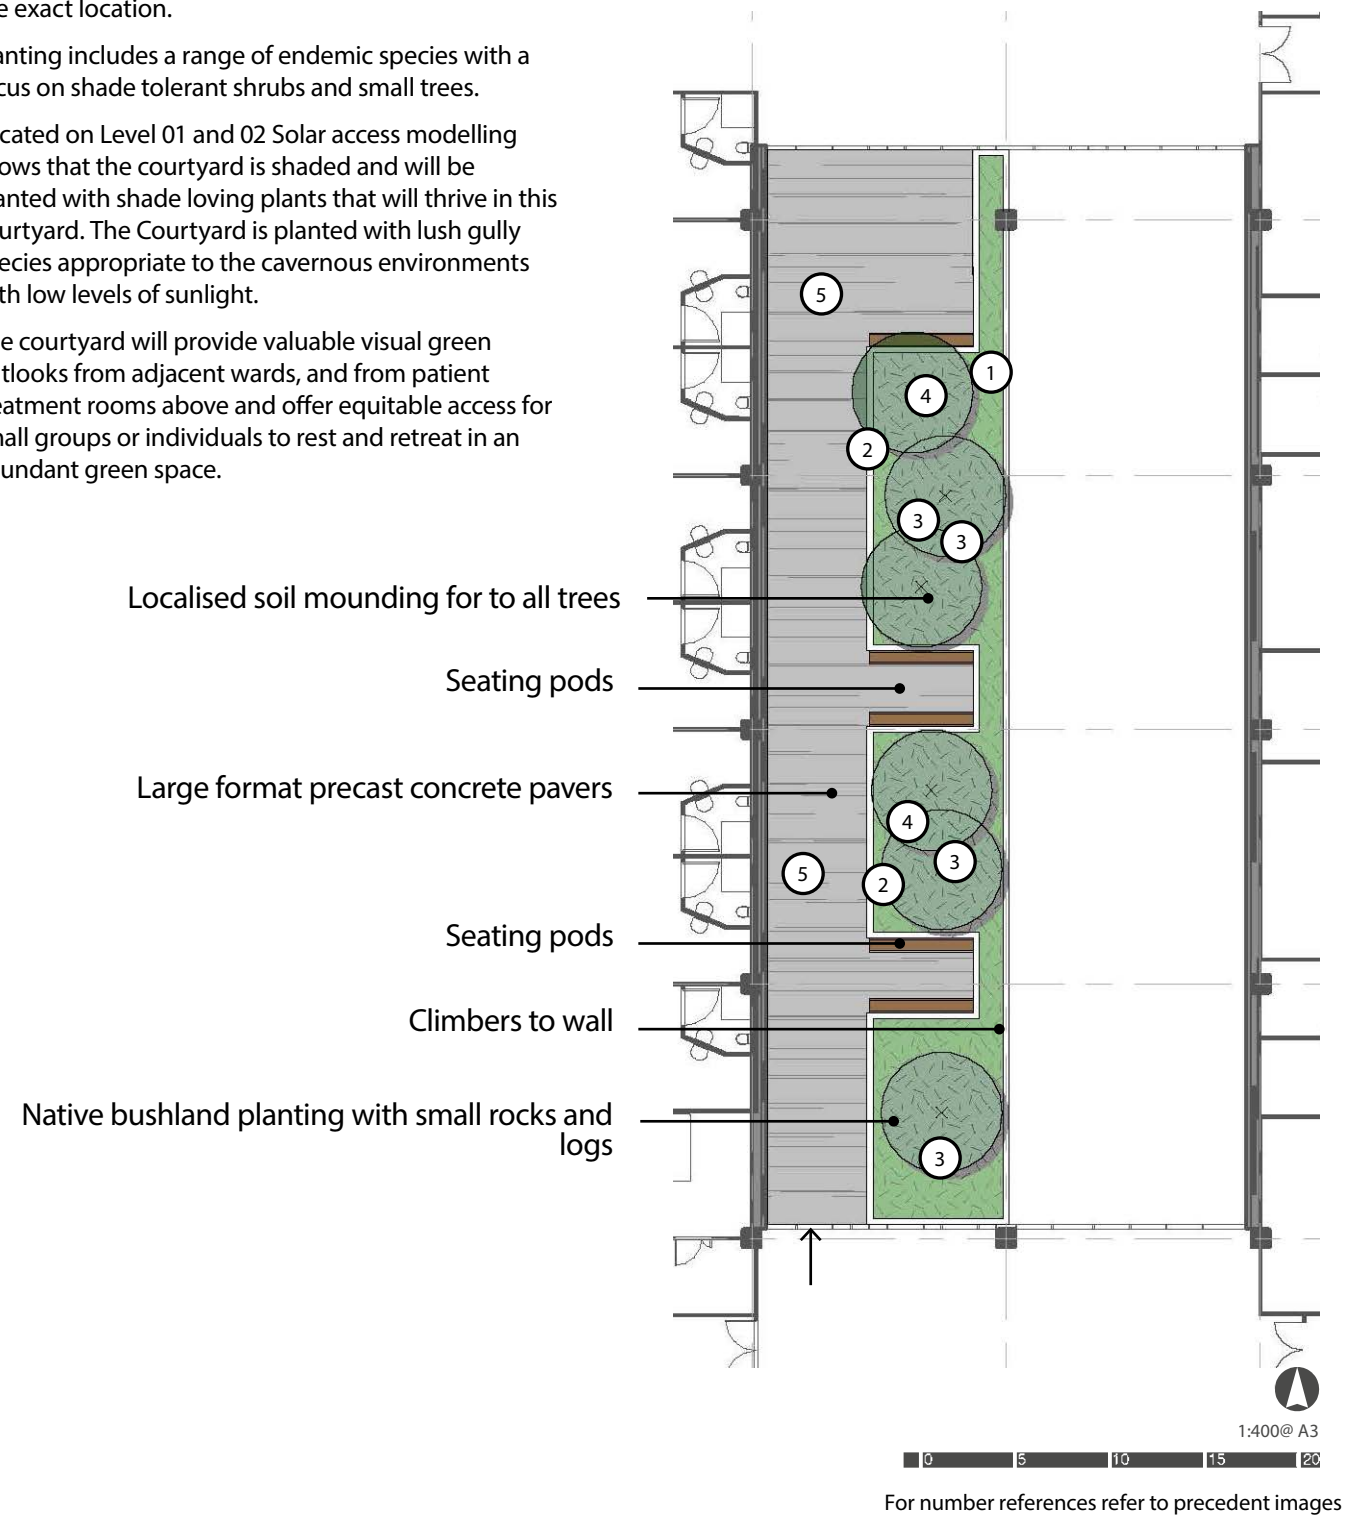 e exact location.
anting includes a range of endemic species with a
cus on shade tolerant shrubs and small trees.
cated on Level 01 and 02 Solar access modelling
ows that the courtyard is shaded and will be
anted with shade loving plants that will thrive in this
urtyard. The Courtyard is planted with lush gully
ecies appropriate to the cavernous environments
th low levels of sunlight.
e courtyard will provide valuable visual green
tlooks from adjacent wards, and from patient
eatment rooms above and offer equitable access for
nall groups or individuals to rest and retreat in an
undant green space.
5
1
4
2
3
3
Localised soil mounding for to all trees
Seating pods
Large format precast concrete pavers
4
3
5
2
Seating pods
Climbers to wall
Native bushland planting with small rocks and
logs
3
1:400@ A3
0 5 10 15 20
For number references refer to precedent images